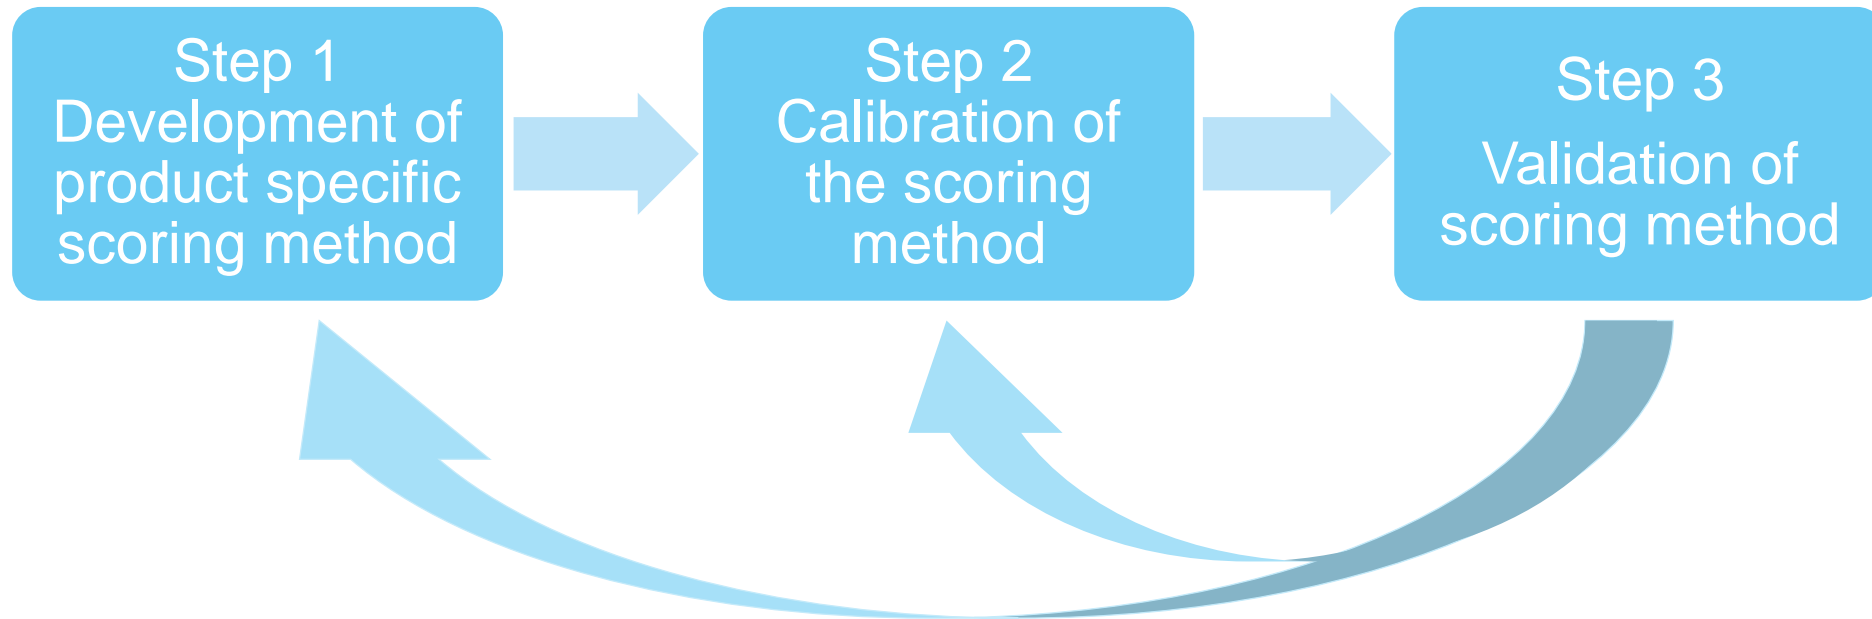 Step 1
Development of
product specific
scoring method
Step 2
Calibration of
the scoring
method
Step 3
Validation of
scoring method